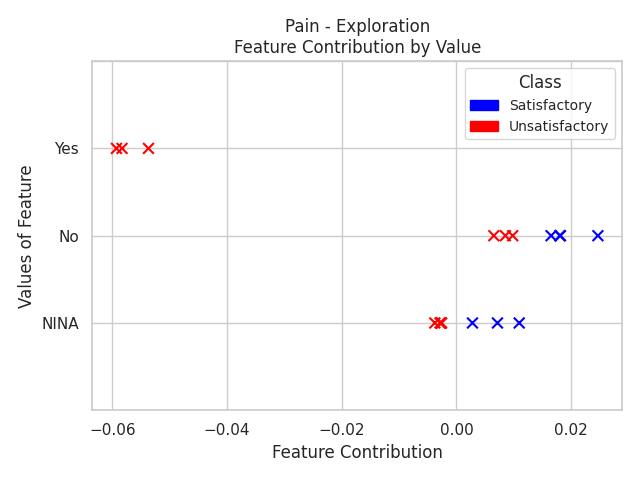 Pain - Exploration
Feature Contribution by Value
Class
Satisfactory
Unsatisfactory
Values of Feature
Yes
No
NINA
−0.06
−0.04
−0.02
0.00
0.02
Feature Contribution